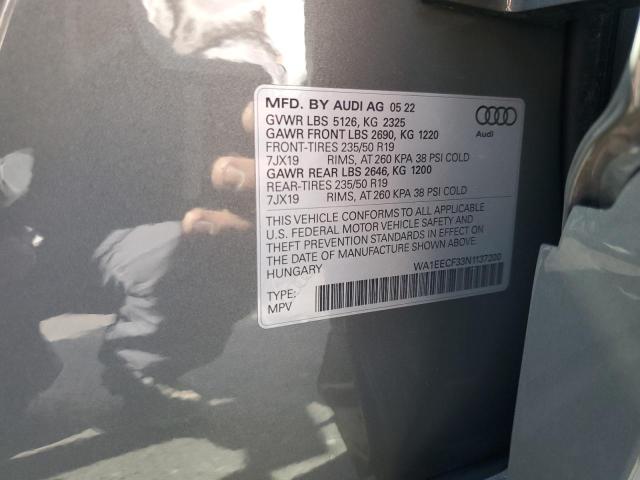 MFD. BY AUDI AG 05 22
GVWR LBS 5126, KG 2325
GAWR FRONT LBS 2690, KG 1220
FRONT-TIRES 235/50 R19
7JX19 RIMS, AT 260 KPA 38 PSI COLD
GAWR REAR LBS 2646, KG 1200
REAR-TIRES 235/50 R19
7JX19 RIMS, AT 260 KPA 38 PSI COLD
Audi
THIS VEHICLE CONFORMS TO ALL APPLICABLE
U.S. FEDERAL MOTOR VEHICLE SAFETY AND
THEFT PREVENTION STANDARDS IN EFFECT ON
THE DATE OF MANUFACTURE SHOWN ABOVE.
HUNGARY
WA1EECF33N1137200
TYPE:
MPV